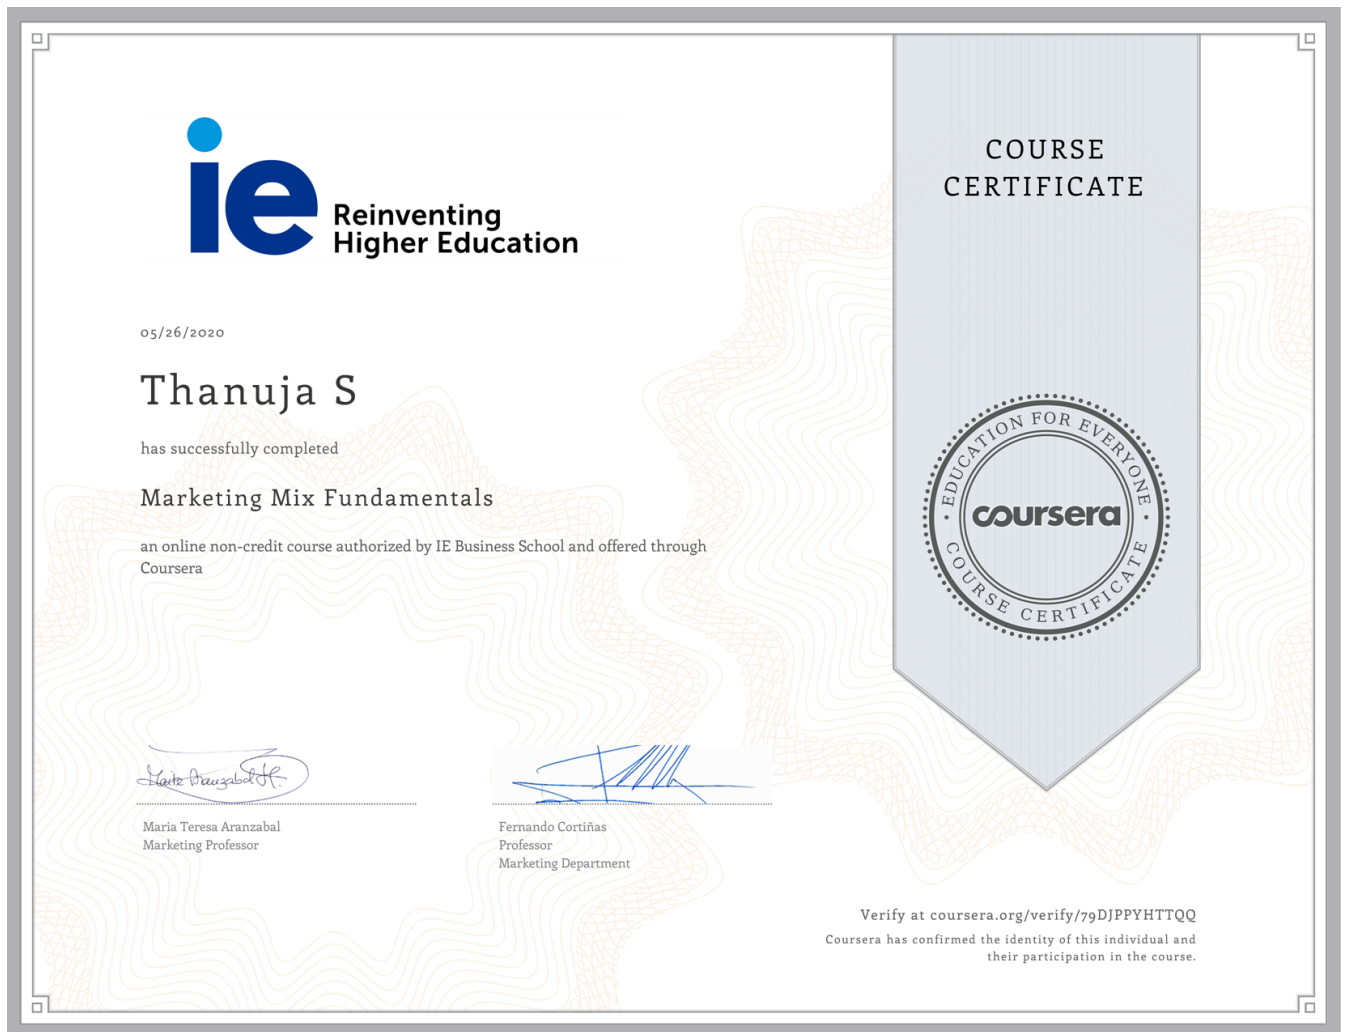 ie Reinventing
Higher Education
05/26/2020
Thanuja S
has successfully completed
Marketing Mix Fundamentals
an online non-credit course authorized by IE Business School and offered through
Coursera
Maite Aranzabal
Maria Teresa Aranzabal
Marketing Professor
Fernando Cortiñas
Professor
Marketing Department
COURSE
CERTIFICATE
EDUCATION FOR EVERYONE
coursera
COURSE CERTIFICATE
Verify at coursera.org/verify/79DJPPYHTTQQ
Coursera has confirmed the identity of this individual and
their participation in the course.